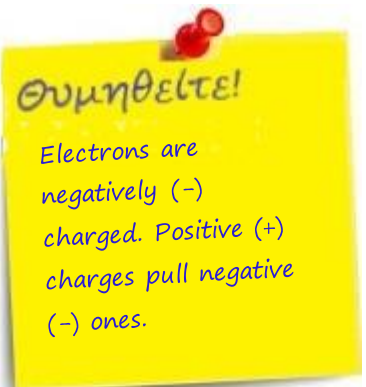 Θυμηθείτε!
Electrons are
negatively (-)
charged. Positive (+)
charges pull negative
(-) ones.